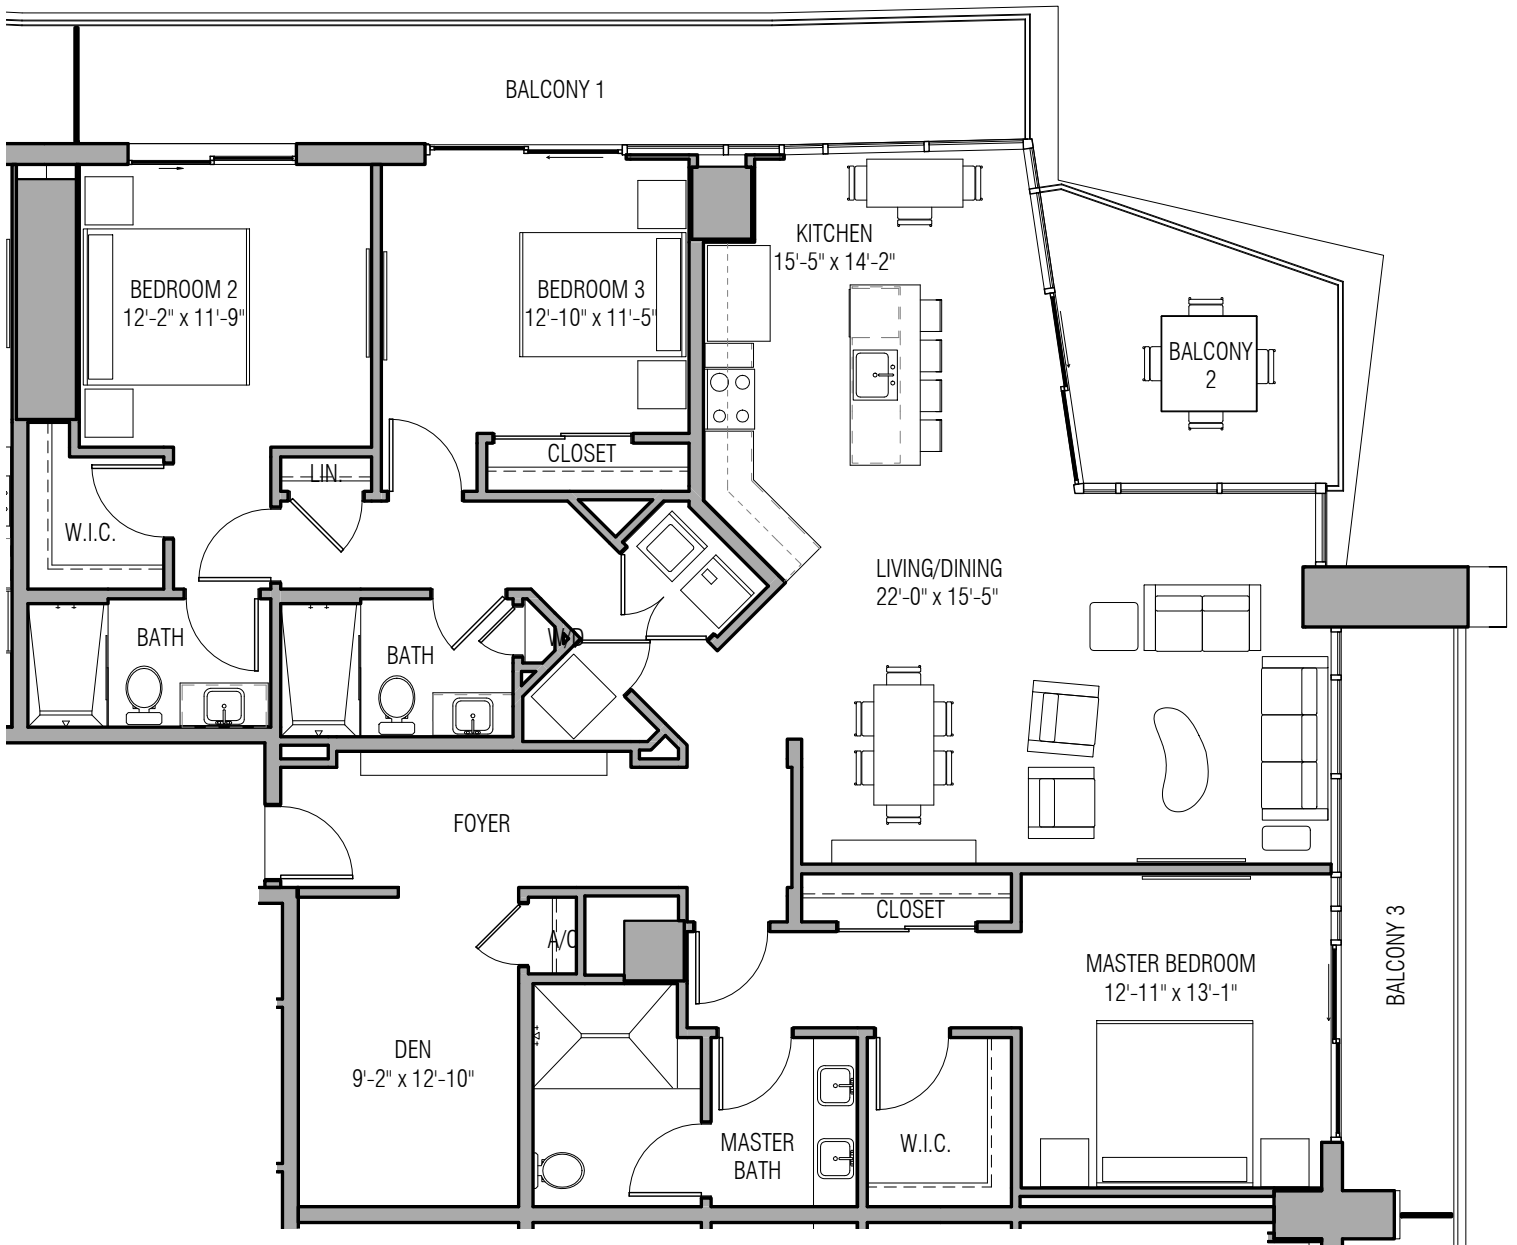 BALCONY 1
KITCHEN
15'-5" x 14'-2"
BEDROOM 2
12'-2" x 11'-9"
BEDROOM 3
12'-10" x 11'-5"
BALCONY
2
CLOSET
LIN.
W.I.C.
LIVING/DINING
22'-0" x 15'-5"
BATH
W/D
BATH
FOYER
CLOSET
A/C
MASTER BEDROOM
12'-11" x 13'-1"
BALCONY 3
DEN
9'-2" x 12'-10"
MASTER
BATH
W.I.C.